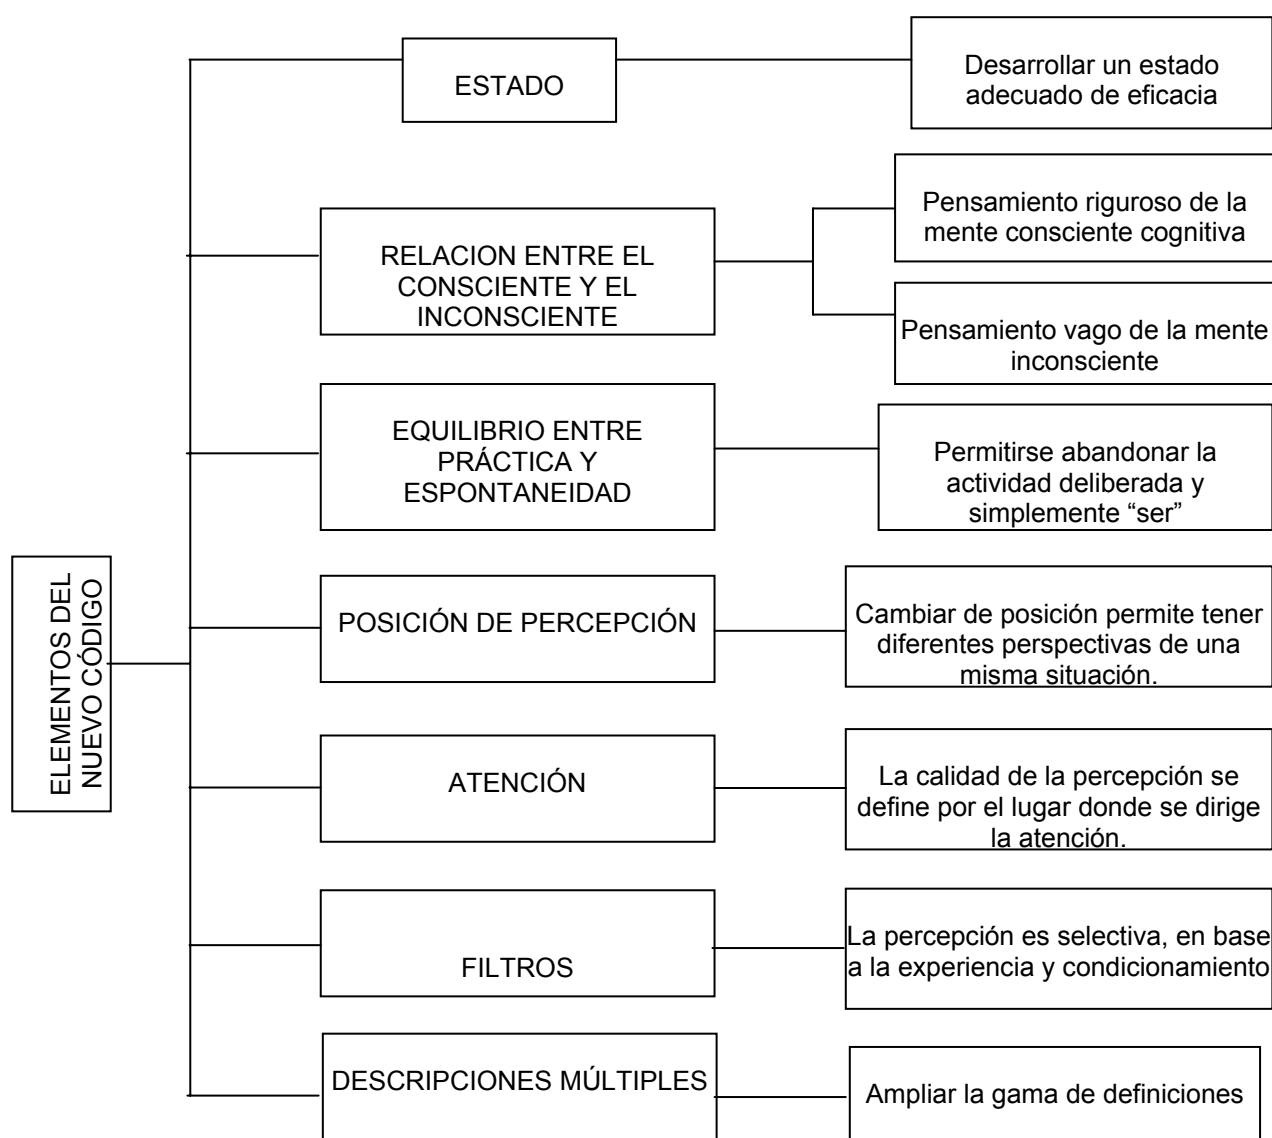 ELEMENTOS DEL
NUEVO CÓDIGO
ESTADO
Desarrollar un estado
adecuado de eficacia
RELACION ENTRE EL
CONSCIENTE Y EL
INCONSCIENTE
Pensamiento riguroso de la
mente consciente cognitiva
Pensamiento vago de la mente
inconsciente
EQUILIBRIO ENTRE
PRÁCTICA Y
ESPONTANEIDAD
Permitirse abandonar la
actividad deliberada y
simplemente “ser”
POSICIÓN DE PERCEPCIÓN
Cambiar de posición permite tener
diferentes perspectivas de una
misma situación.
ATENCIÓN
La calidad de la percepción se
define por el lugar donde se dirige
la atención.
FILTROS
La percepción es selectiva, en base
a la experiencia y condicionamiento
DESCRIPCIONES MÚLTIPLES
Ampliar la gama de definiciones